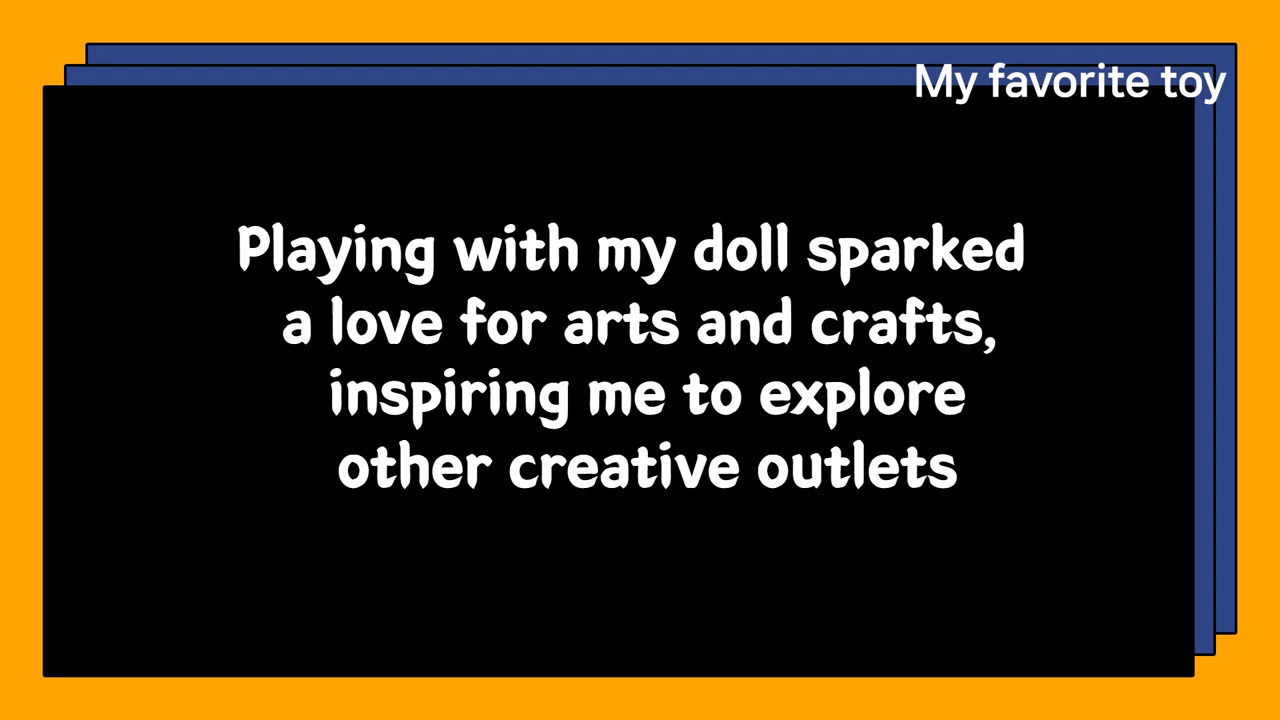 My favorite toy
Playing with my doll sparked
a love for arts and crafts,
inspiring me to explore
other creative outlets